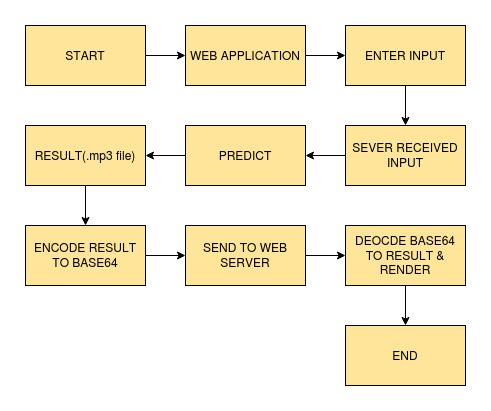 START
WEB APPLICATION
ENTER INPUT
SEVER RECEIVED
INPUT
PREDICT
RESULT(.mp3 file)
ENCODE RESULT
TO BASE64
SEND TO WEB
SERVER
DEOCDE BASE64
TO RESULT &
RENDER
END